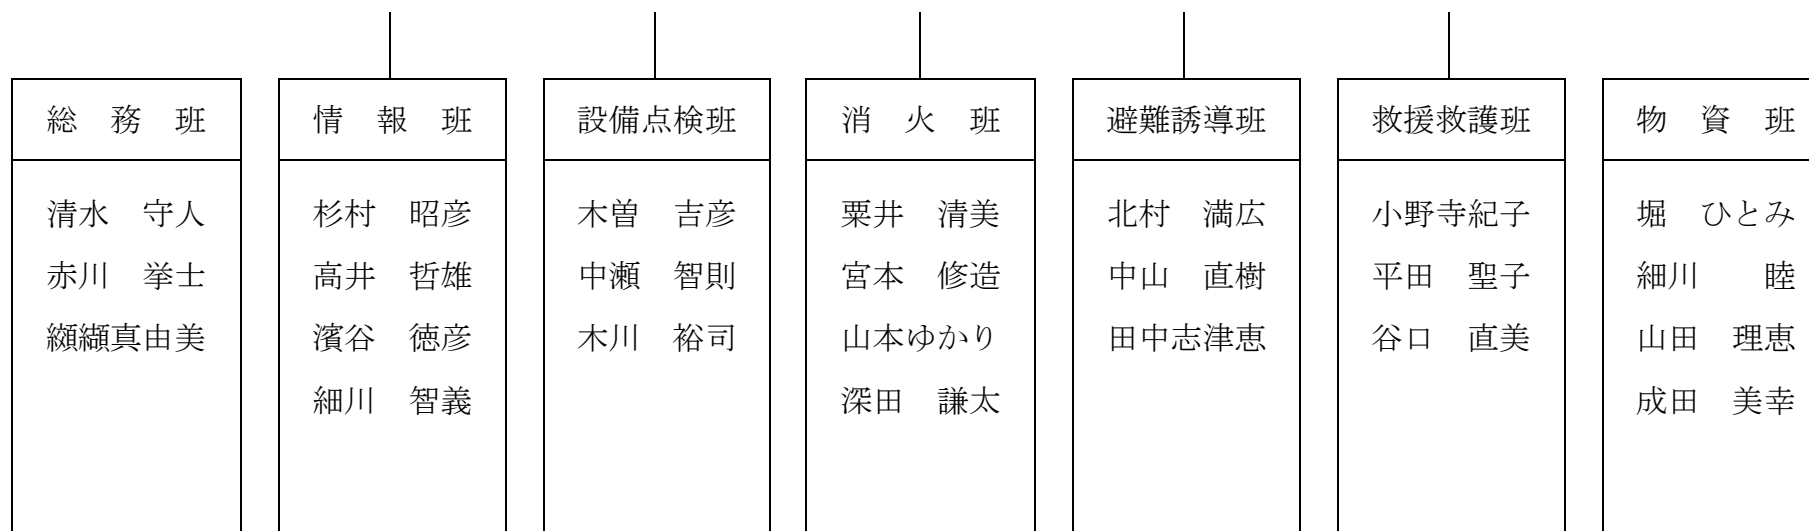 総　務　班
清水　守人
赤川　挙士
纐纈真由美
情　報　班
杉村　昭彦
高井　哲雄
濱谷　徳彦
細川　智義
設備点検班
木曽　吉彦
中瀬　智則
木川　裕司
消　火　班
粟井　清美
宮本　修造
山本ゆかり
深田　謙太
避難誘導班
北村　満広
中山　直樹
田中志津恵
救援救護班
小野寺紀子
平田　聖子
谷口　直美
物　資　班
堀　ひとみ
細川　　睦
山田　理恵
成田　美幸